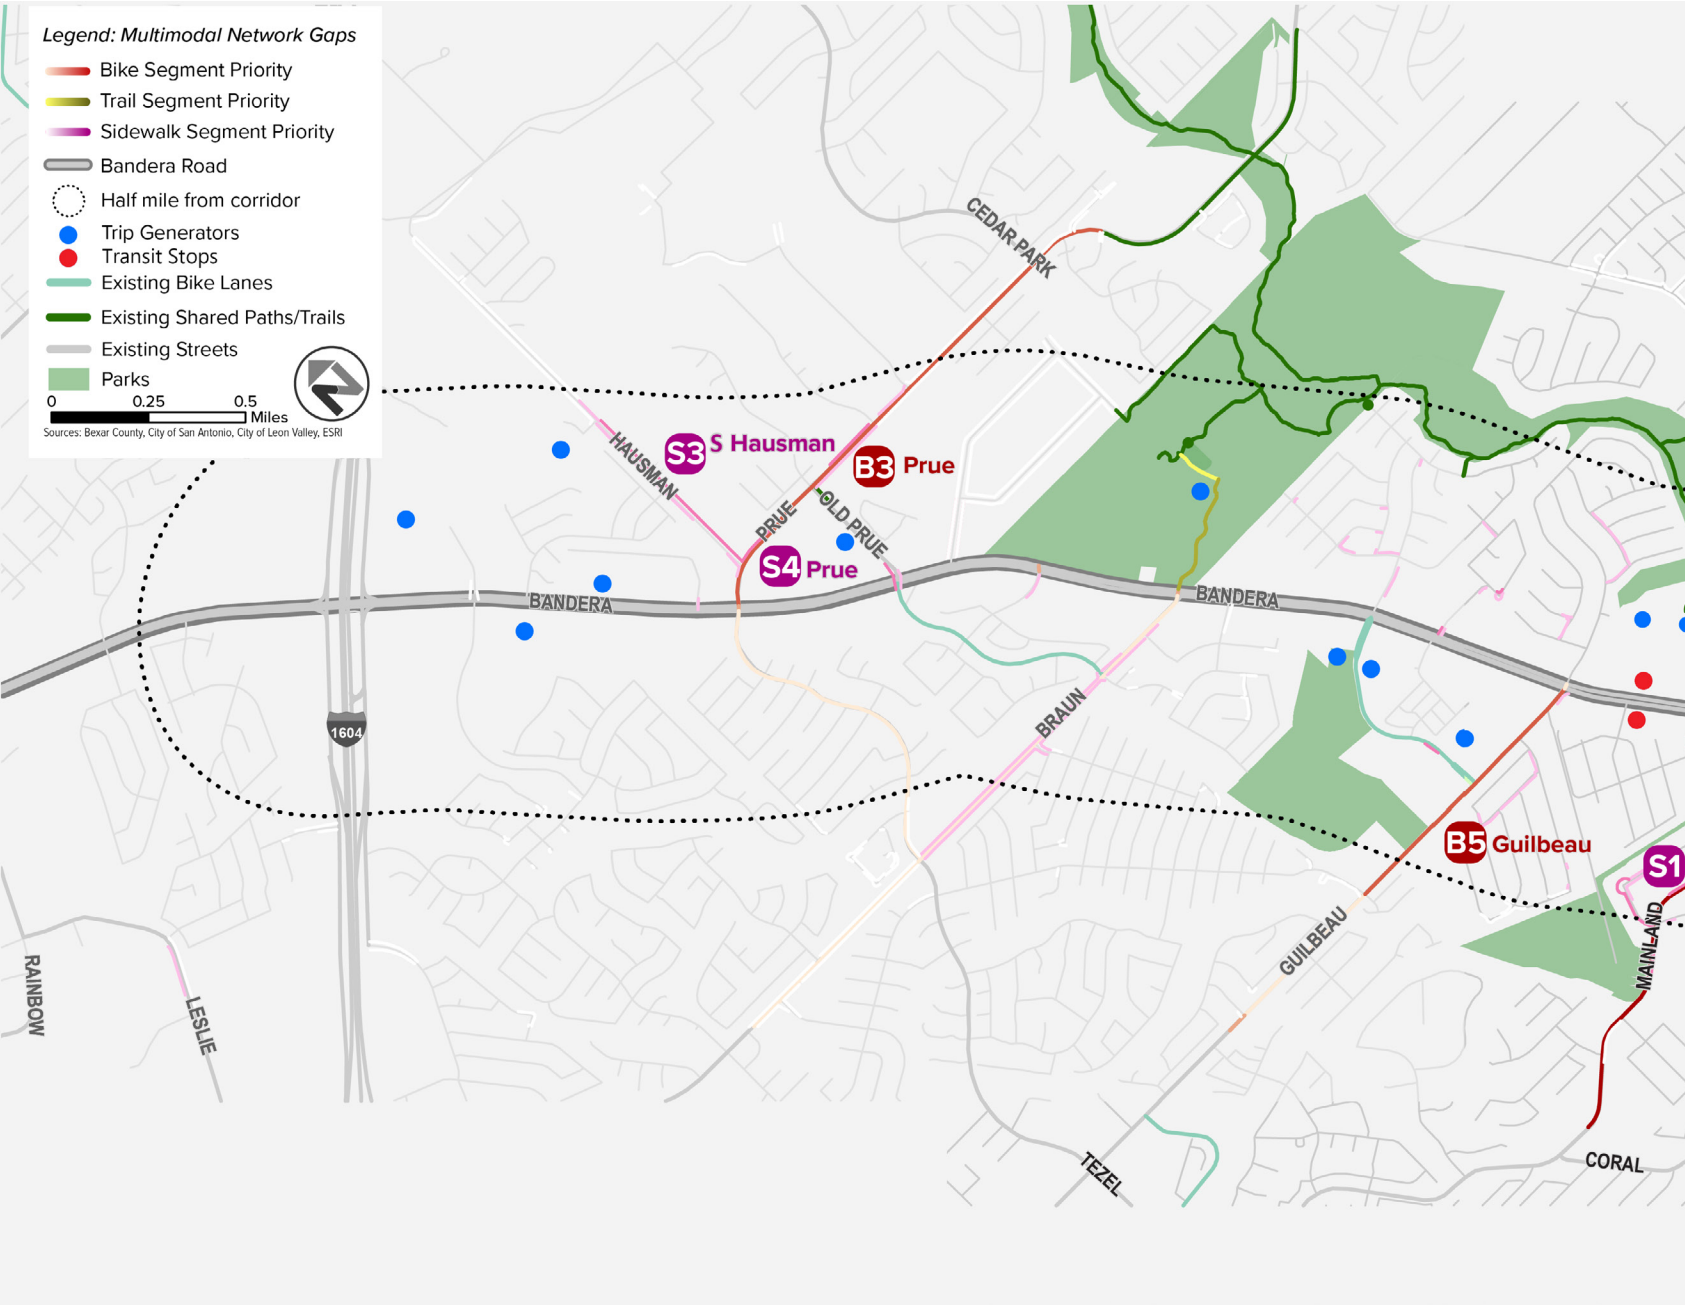 Legend: Multimodal Network Gaps
Bike Segment Priority
Trail Segment Priority
Sidewalk Segment Priority
Bandera Road
Half mile from corridor
Trip Generators
Transit Stops
Existing Bike Lanes
Existing Shared Paths/Trails
Existing Streets
Parks
0 0.25 0.5
Miles
Sources: Bexar County, City of San Antonio, City of Leon Valley, ESRI
CEDAR PARK
HAUSMAN
S3 S Hausman
B3 Prue
PRUE
OLD PRUE
S4 Prue
BANDERA
BANDERA
1604
BRAUN
B5 Guilbeau
S1
GUILBEAU
MAINLAND
RAINBOW
LESLIE
TEZEL
CORAL